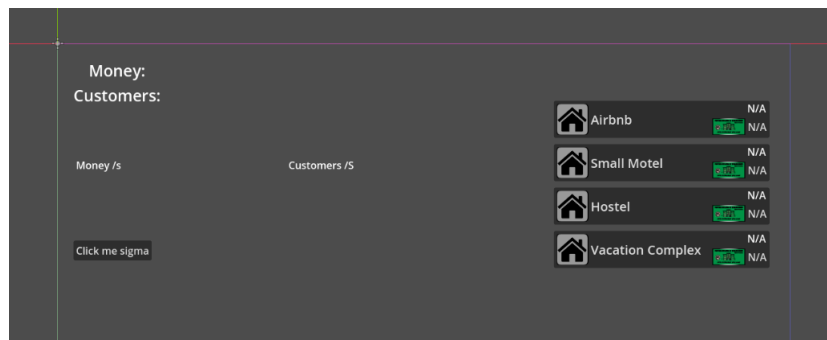 Money:
Customers:
Money /s
Customers /S
Click me sigma
Airbnb
N/A
N/A
Small Motel
N/A
N/A
Hostel
N/A
N/A
Vacation Complex
N/A
N/A